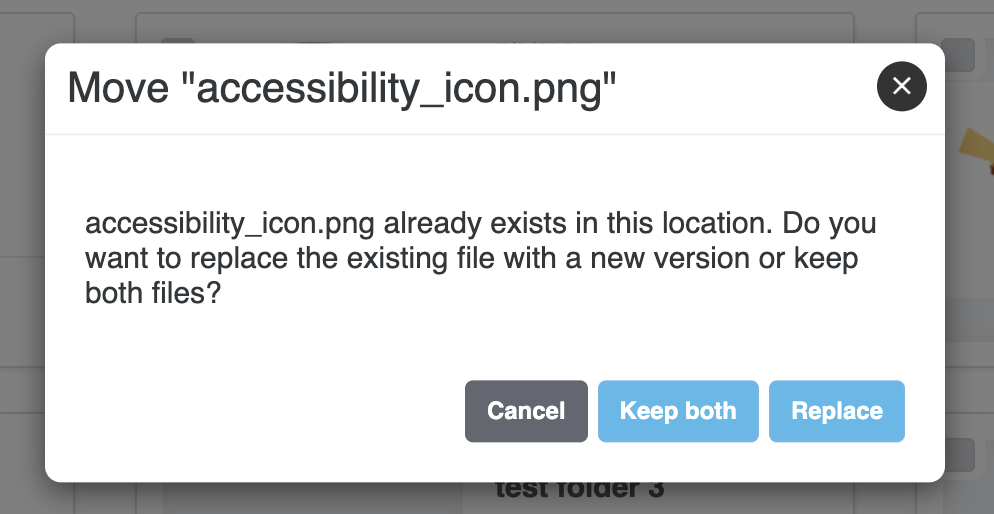 Move "accessibility_icon.png"
accessibility_icon.png already exists in this location. Do you
want to replace the existing file with a new version or keep
both files?
Cancel Keep both Replace
test folder 3